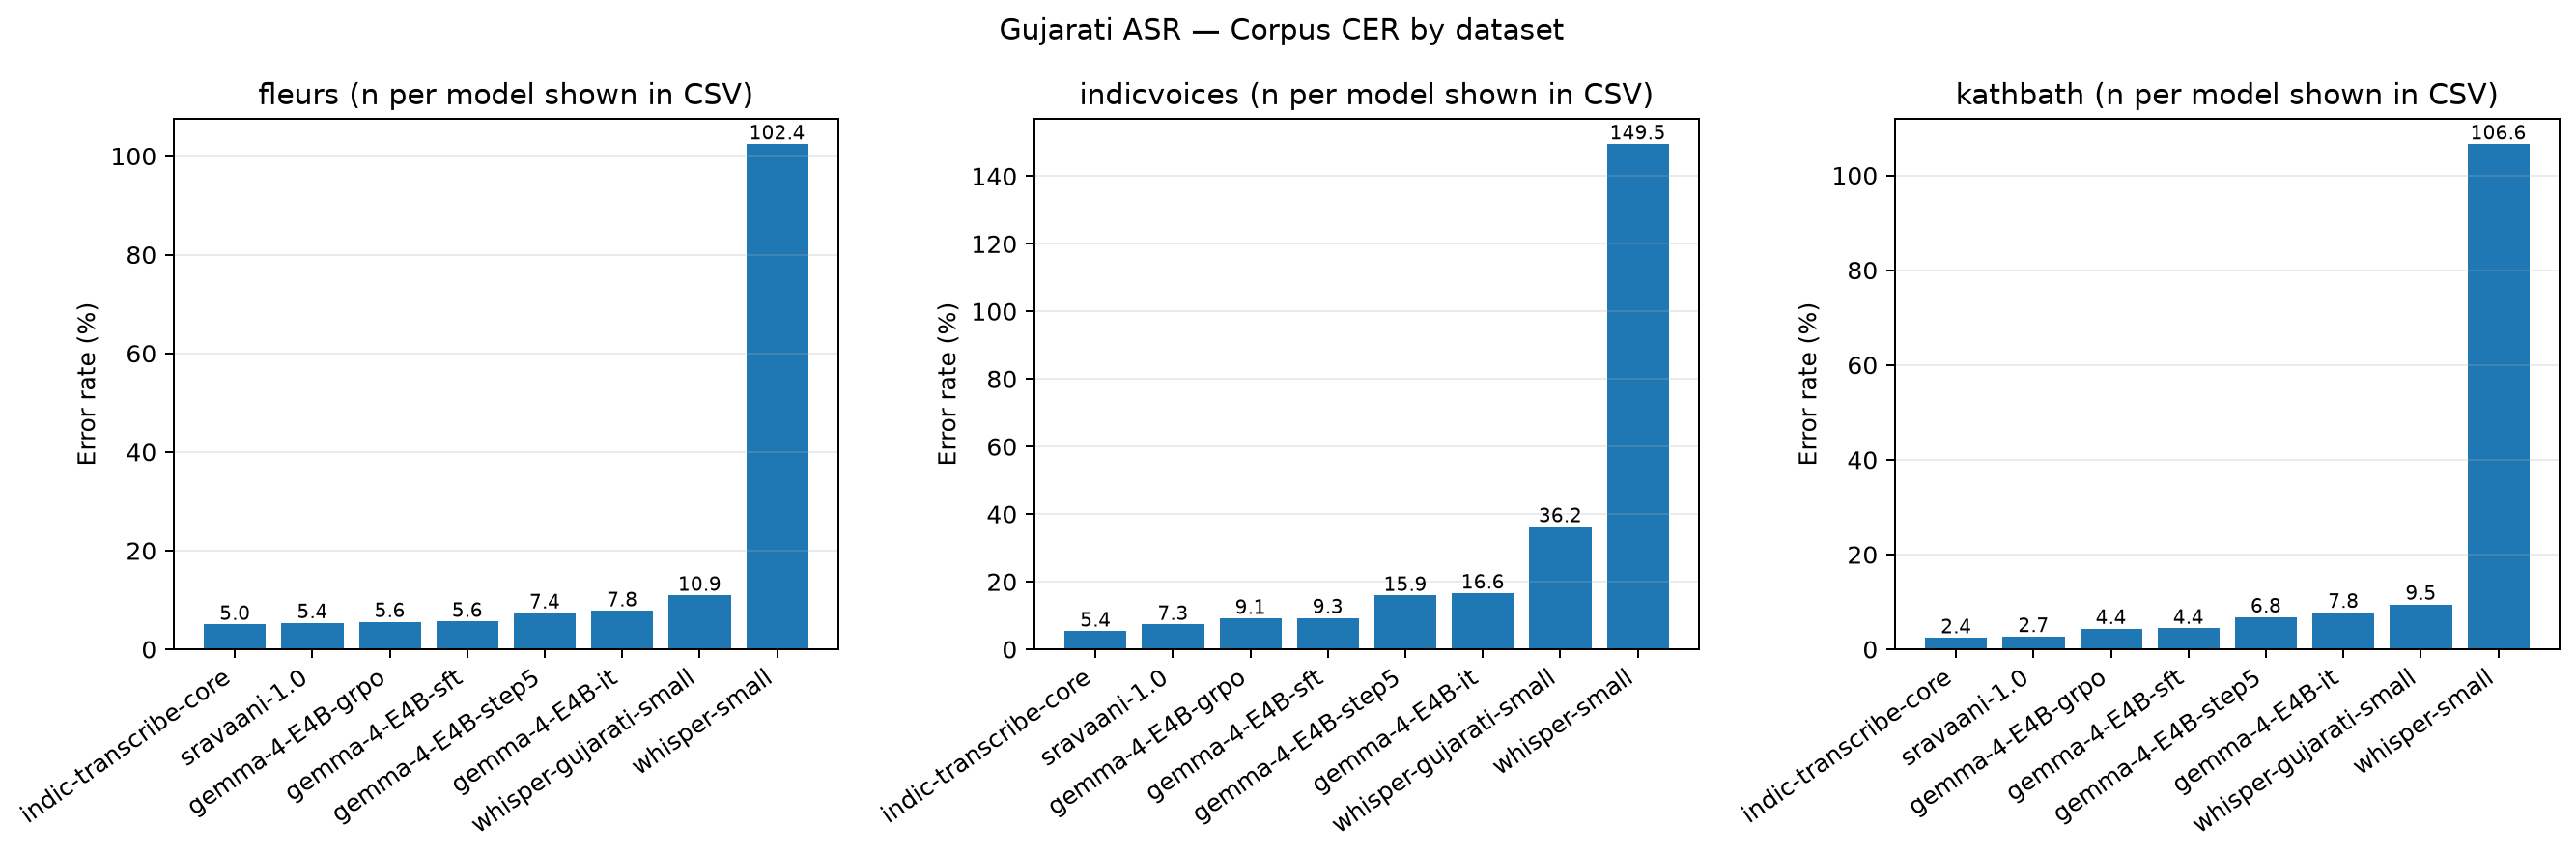 Gujarati ASR — Corpus CER by dataset
fleurs (n per model shown in CSV)
Error rate (%)
100
80
60
40
20
0
5.0
5.4
5.6
5.6
7.4
7.8
10.9
102.4
indic-transcribe-core
sravaani-1.0
gemma-4-E4B-grpo
gemma-4-E4B-sft
gemma-4-E4B-step5
gemma-4-E4B-it
whisper-gujarati-small
whisper-small
indicvoices (n per model shown in CSV)
Error rate (%)
140
120
100
80
60
40
20
0
5.4
7.3
9.1
9.3
15.9
16.6
36.2
149.5
indic-transcribe-core
sravaani-1.0
gemma-4-E4B-grpo
gemma-4-E4B-sft
gemma-4-E4B-step5
gemma-4-E4B-it
whisper-gujarati-small
whisper-small
kathbath (n per model shown in CSV)
Error rate (%)
100
80
60
40
20
0
2.4
2.7
4.4
4.4
6.8
7.8
9.5
106.6
indic-transcribe-core
sravaani-1.0
gemma-4-E4B-grpo
gemma-4-E4B-sft
gemma-4-E4B-step5
gemma-4-E4B-it
whisper-gujarati-small
whisper-small